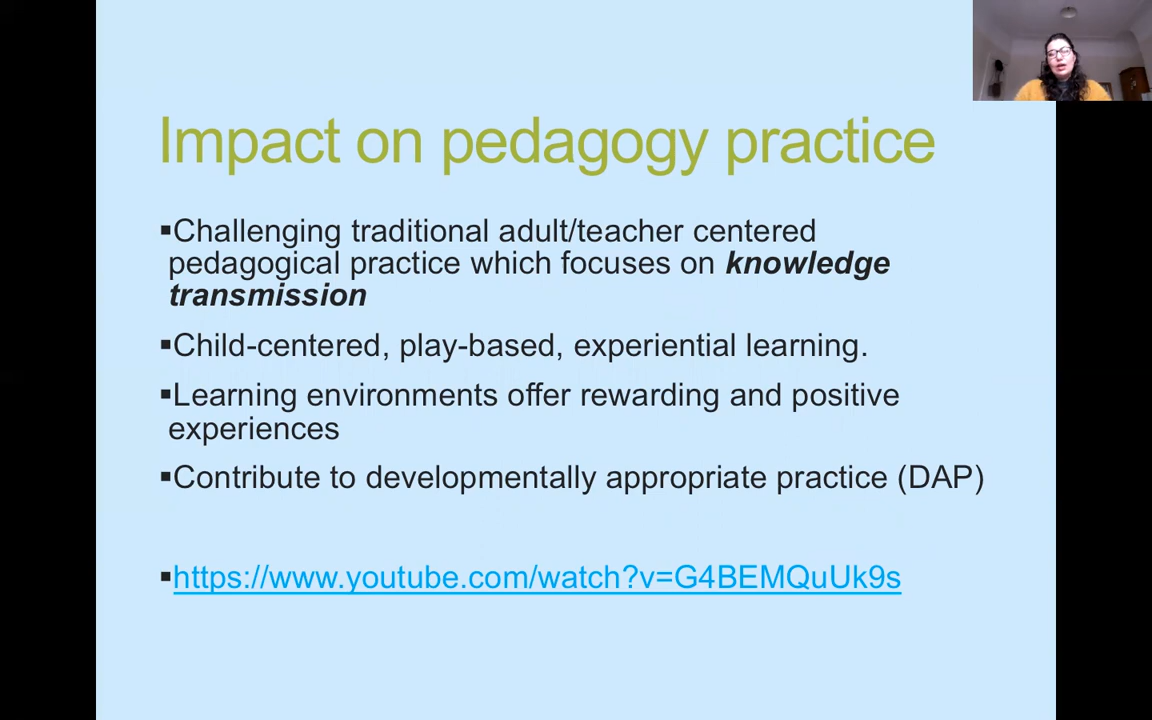 Impact on pedagogy practice
▪Challenging traditional adult/teacher centered
pedagogical practice which focuses on knowledge
transmission
▪Child-centered, play-based, experiential learning.
▪Learning environments offer rewarding and positive
experiences
▪Contribute to developmentally appropriate practice (DAP)
▪https://www.youtube.com/watch?v=G4BEMQuUk9s